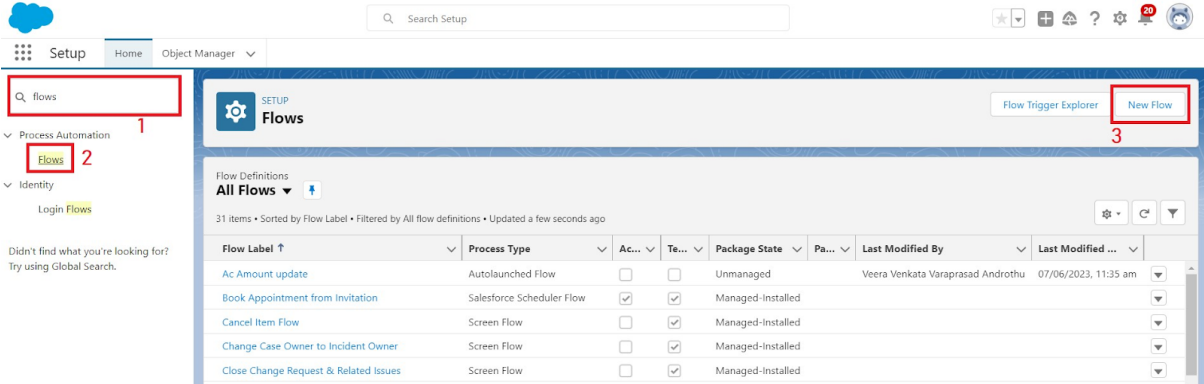 Search Setup
20
Setup Home Object Manager
flows
1
Process Automation
Flows 2
Identity
Login Flows
Didn't find what you're looking for?
Try using Global Search.
SETUP
Flows
Flow Trigger Explorer New Flow
3
Flow Definitions
All Flows
31 items • Sorted by Flow Label • Filtered by All flow definitions • Updated a few seconds ago
Flow Label ↑ Process Type Ac... Te... Package State Pa... Last Modified By Last Modified ...
Ac Amount update Autolaunched Flow Unmanaged Veera Venkata Varaprasad Androthu 07/06/2023, 11:35 am
Book Appointment from Invitation Salesforce Scheduler Flow Managed-Installed
Cancel Item Flow Screen Flow Managed-Installed
Change Case Owner to Incident Owner Screen Flow Managed-Installed
Close Change Request & Related Issues Screen Flow Managed-Installed